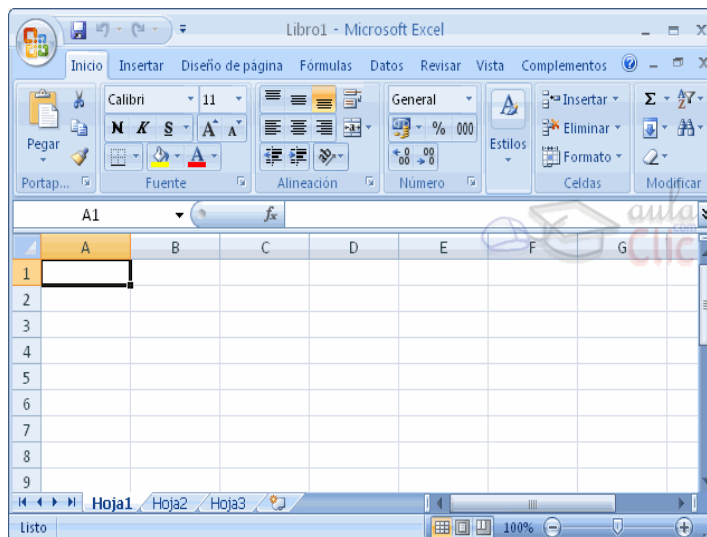 Libro1 - Microsoft Excel
Inicio Insertar Diseño de página Fórmulas Datos Revisar Vista Complementos
Calibri 11 General Insertar Σ
N K S A A % 000 Eliminar
Pegar Estilos Formato
Portap... Fuente Alineación Número Celdas Modificar
A1 fx
aula
.com
Clic
A B C D E F G
1
2
3
4
5
6
7
8
9
Hoja1 Hoja2 Hoja3
Listo 100%